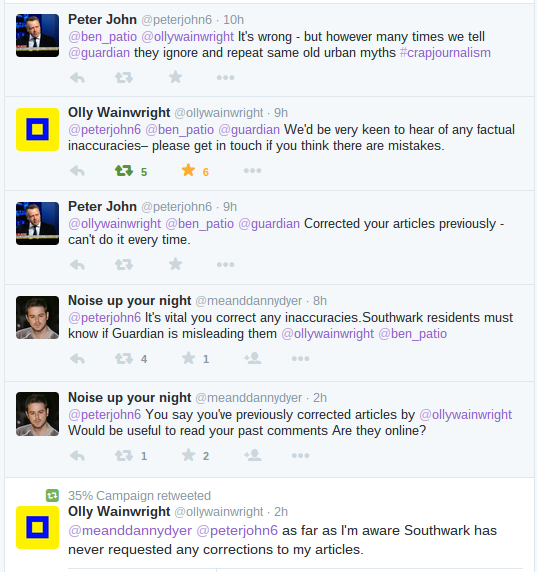 Peter John @peterjohn6 · 10h
@ben_patio @ollywainwright It's wrong - but however many times we tell
@guardian they ignore and repeat same old urban myths #crapjournalism
Olly Wainwright @ollywainwright · 9h
@peterjohn6 @ben_patio @guardian We'd be very keen to hear of any factual
inaccuracies– please get in touch if you think there are mistakes.
5 6
Peter John @peterjohn6 · 9h
@ollywainwright @ben_patio @guardian Corrected your articles previously -
can't do it every time.
Noise up your night @meanddannydyer · 8h
@peterjohn6 It's vital you correct any inaccuracies.Southwark residents must
know if Guardian is misleading them @ollywainwright @ben_patio
4 1
Noise up your night @meanddannydyer · 2h
@peterjohn6 You say you've previously corrected articles by @ollywainwright
Would be useful to read your past comments Are they online?
1 2
35% Campaign retweeted
Olly Wainwright @ollywainwright · 2h
@meanddannydyer @peterjohn6 as far as I'm aware Southwark has
never requested any corrections to my articles.